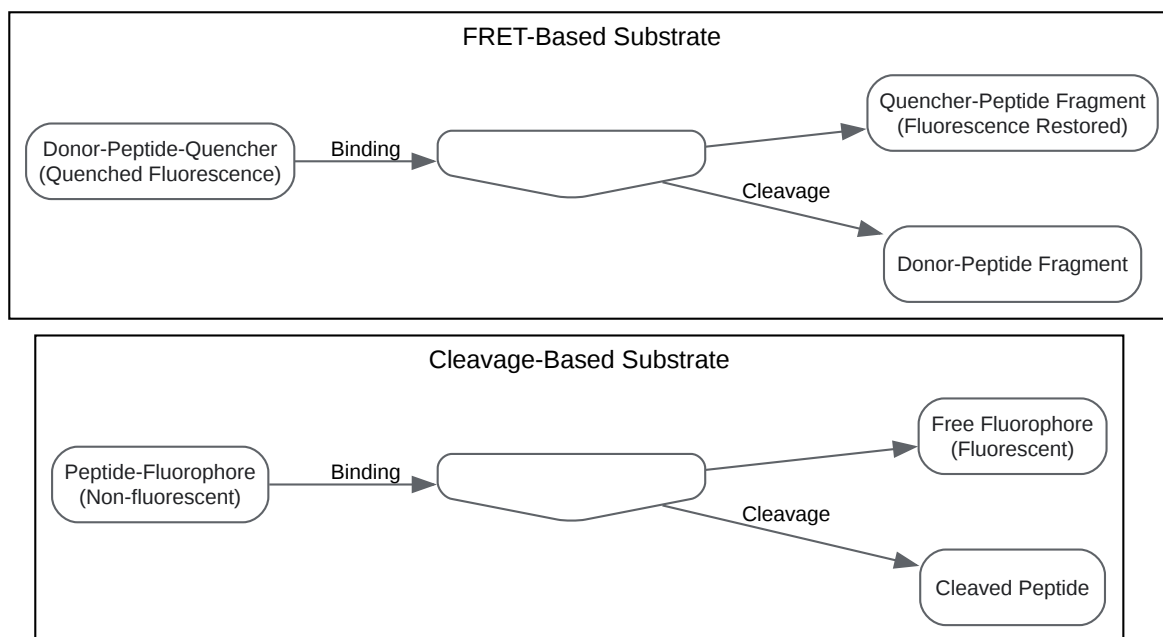 FRET-Based Substrate
Donor-Peptide-Quencher
(Quenched Fluorescence)
Binding
Quencher-Peptide Fragment
(Fluorescence Restored)
Cleavage
Donor-Peptide Fragment
Cleavage-Based Substrate
Peptide-Fluorophore
(Non-fluorescent)
Binding
Free Fluorophore
(Fluorescent)
Cleavage
Cleaved Peptide